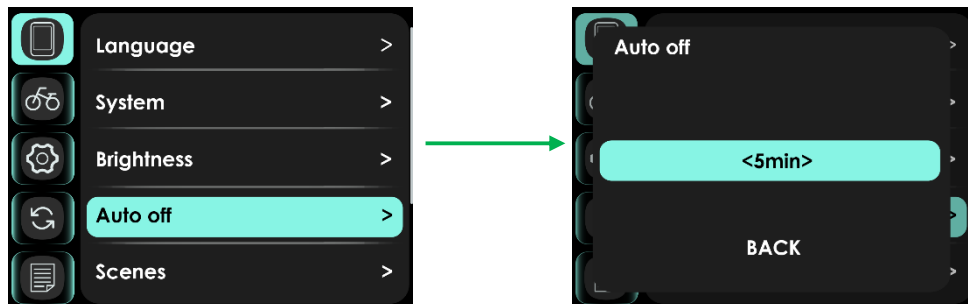 Language >
System >
Brightness >
Auto off >
Scenes >
Auto off
<5min>
BACK